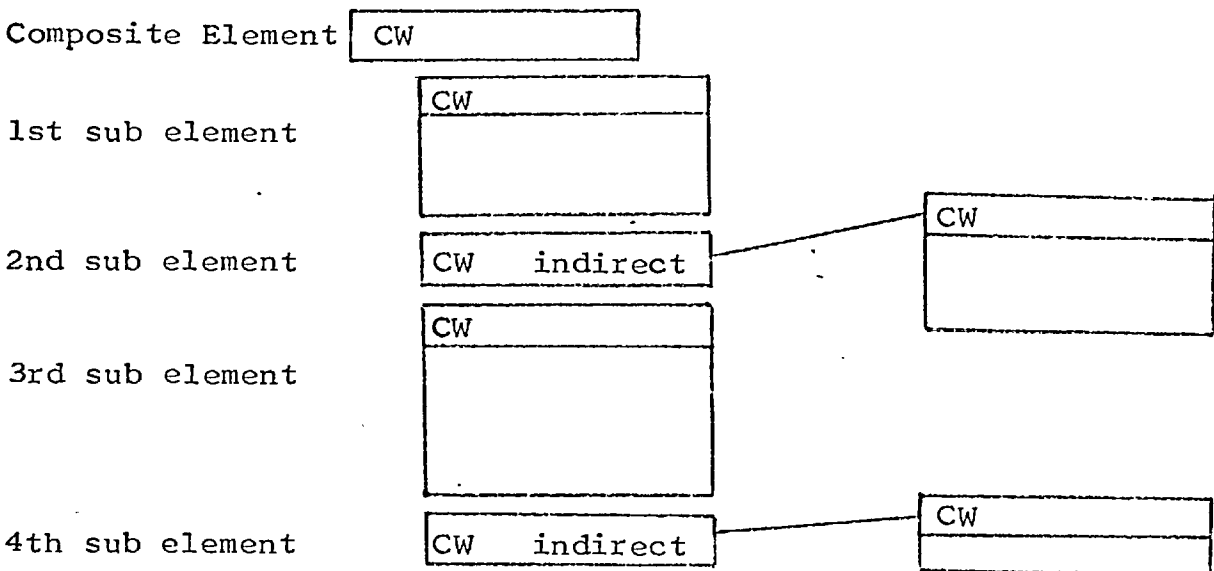 Composite Element CW
CW
1st sub element
CW
2nd sub element CW indirect
CW
3rd sub element
CW
4th sub element CW indirect